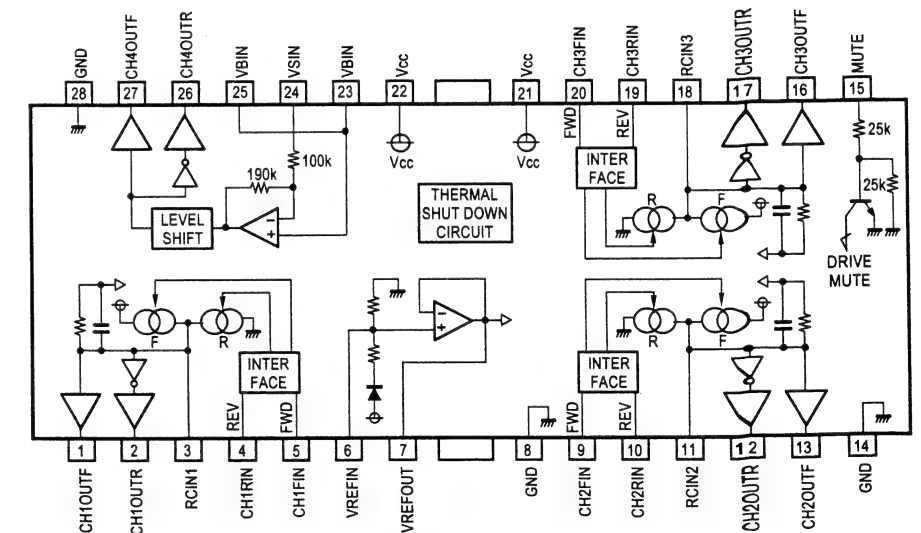 GND
CH4OUTF
CH4OUTR
VBIN
VSIN
VBIN
Vcc
Vcc
CH3FIN
CH3RIN
RCIN3
CH3OUTR
CH3OUTF
MUTE
28
27
26
25
24
23
22
21
20
19
18
17
16
15
Vcc
Vcc
FWD
REV
25k
25k
100k
190k
INTER
FACE
THERMAL
SHUT DOWN
CIRCUIT
LEVEL
SHIFT
R
F
DRIVE
MUTE
F
R
R
F
INTER
FACE
INTER
FACE
REV
FWD
FWD
REV
1
2
3
4
5
6
7
8
9
10
11
12
13
14
CH1OUTF
CH1OUTR
RCIN1
CH1RIN
CH1FIN
VREFIN
VREFOUT
GND
CH2FIN
CH2RIN
RCIN2
CH2OUTR
CH2OUTF
GND